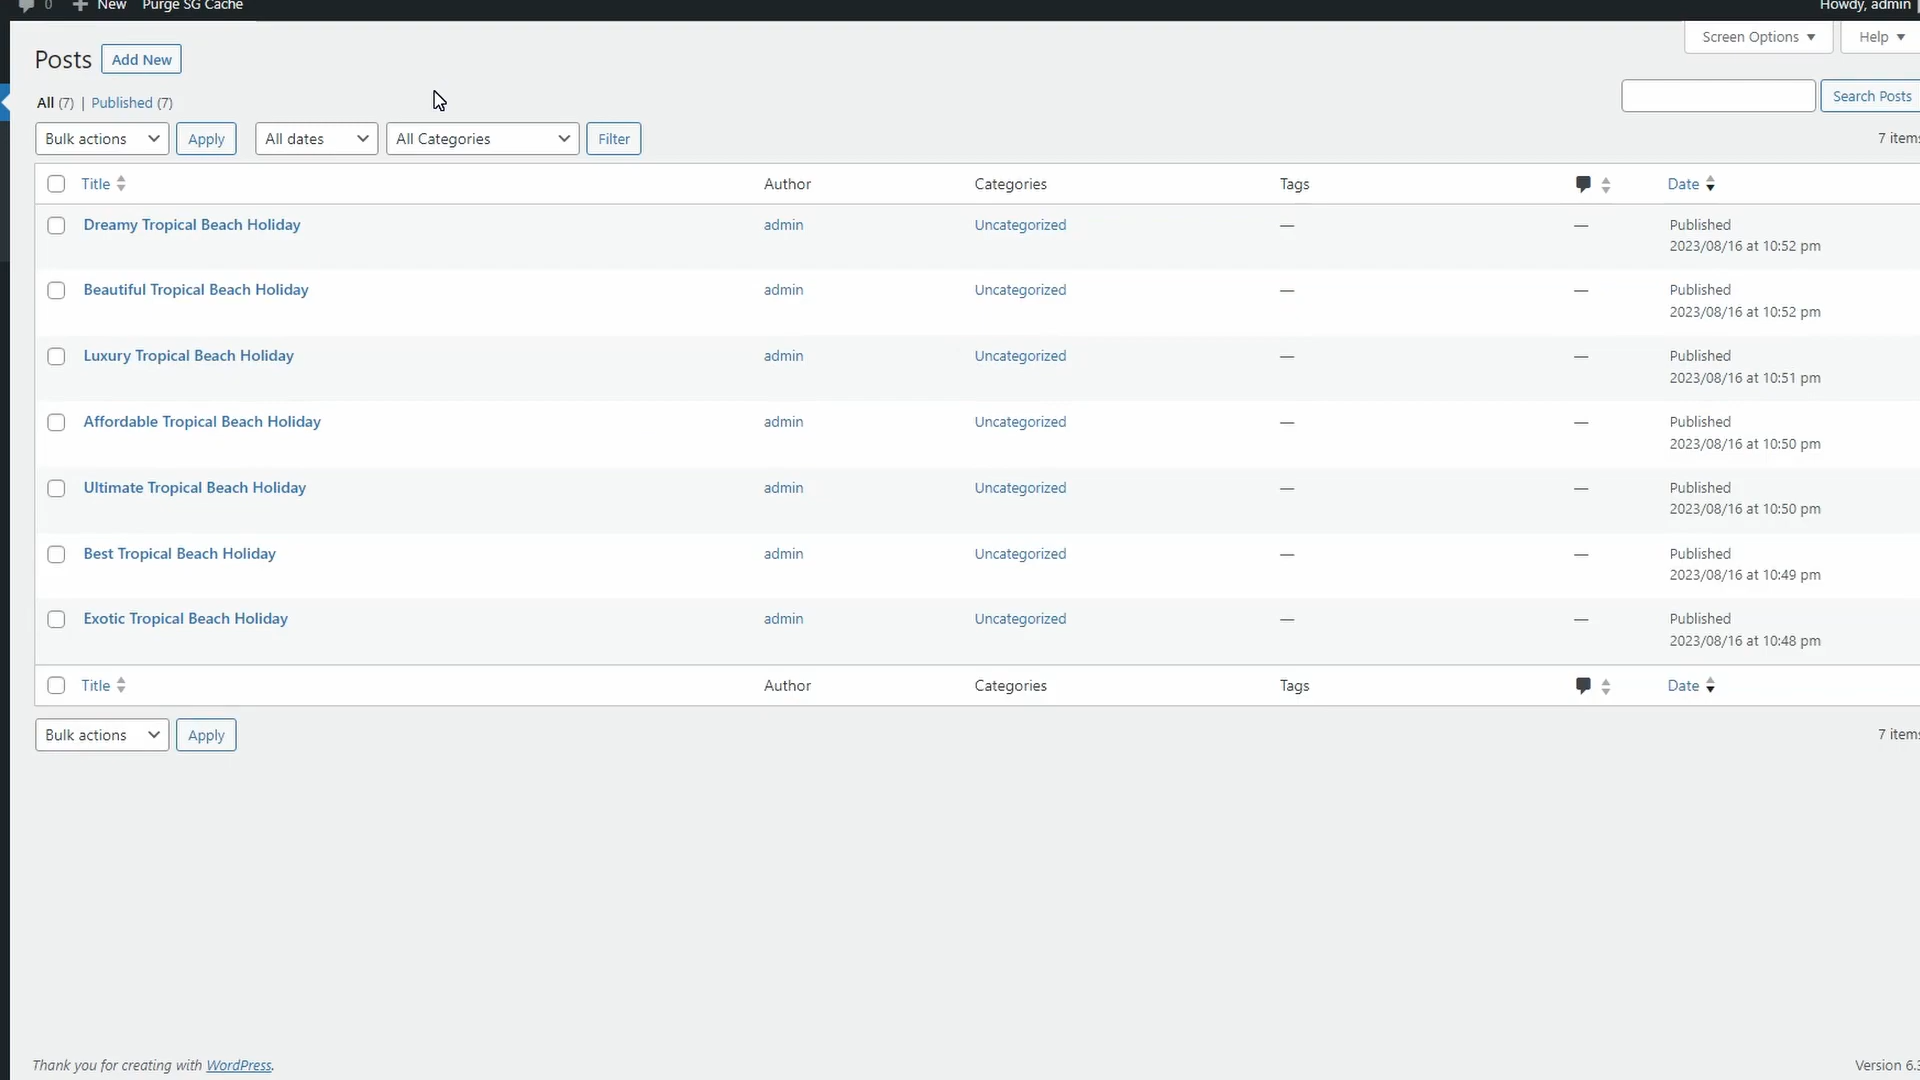 0 New Purge SG Cache Howdy, admin
Screen Options Help
Posts Add New
All (7) | Published (7)
Search Posts
Bulk actions Apply All dates All Categories Filter 7 items
Title Author Categories Tags Date
Dreamy Tropical Beach Holiday admin Uncategorized — — Published
2023/08/16 at 10:52 pm
Beautiful Tropical Beach Holiday admin Uncategorized — — Published
2023/08/16 at 10:52 pm
Luxury Tropical Beach Holiday admin Uncategorized — — Published
2023/08/16 at 10:51 pm
Affordable Tropical Beach Holiday admin Uncategorized — — Published
2023/08/16 at 10:50 pm
Ultimate Tropical Beach Holiday admin Uncategorized — — Published
2023/08/16 at 10:50 pm
Best Tropical Beach Holiday admin Uncategorized — — Published
2023/08/16 at 10:49 pm
Exotic Tropical Beach Holiday admin Uncategorized — — Published
2023/08/16 at 10:48 pm
Title Author Categories Tags Date
Bulk actions Apply 7 items
Thank you for creating with WordPress. Version 6.3